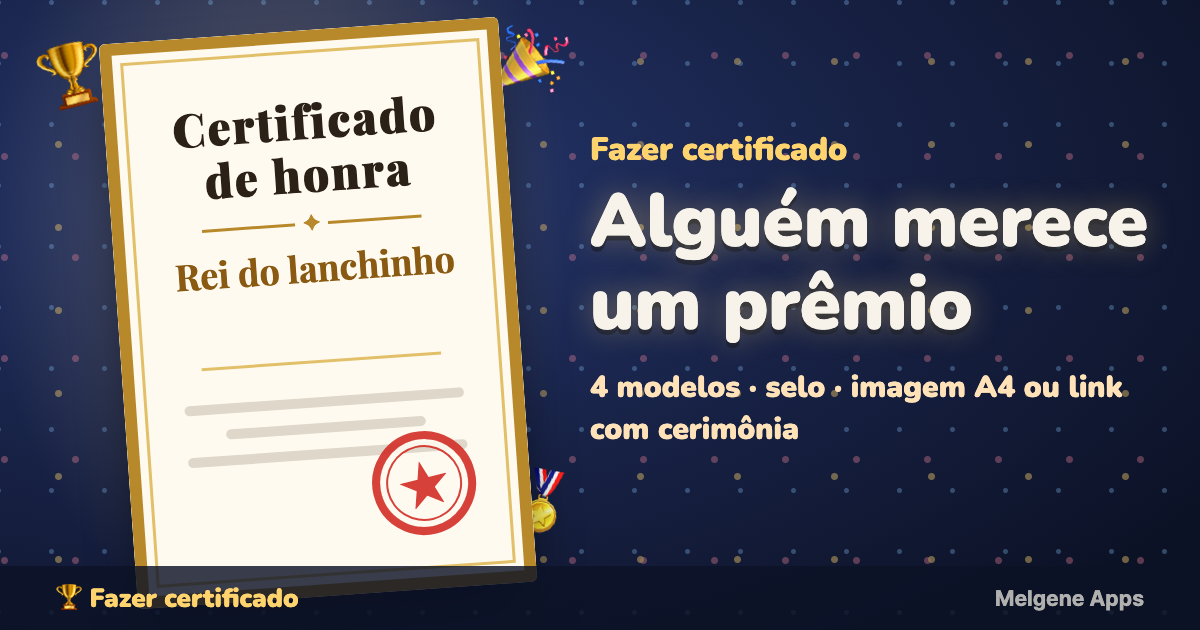 Certificado
de honra
Rei do lanchinho
Fazer certificado
Alguém merece
um prêmio
4 modelos · selo · imagem A4 ou link
com cerimônia
Fazer certificado
Melgene Apps